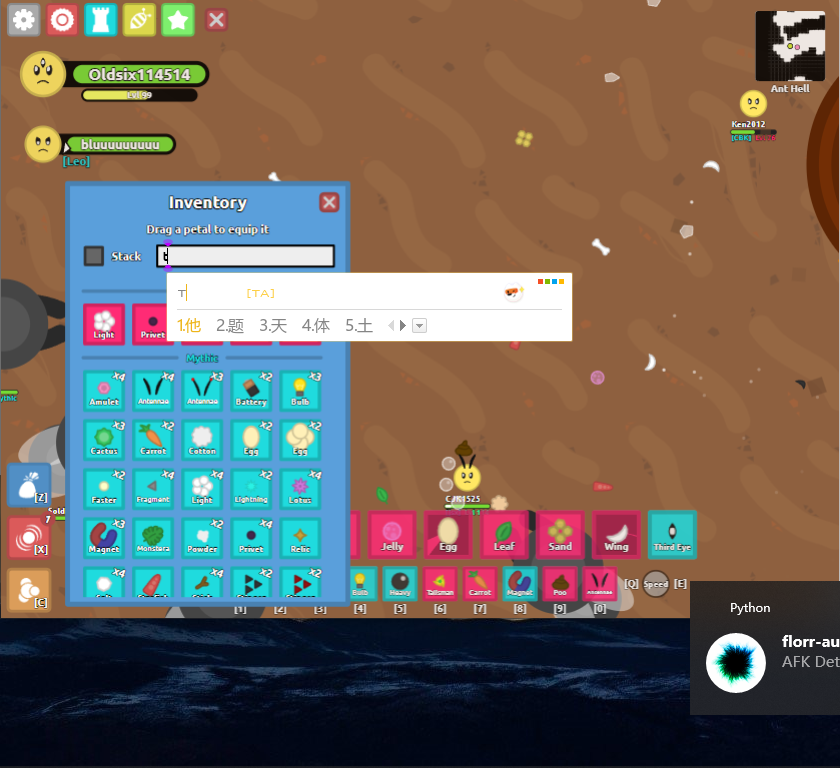 Oldsix114514
Lvl 99
bluuuuuuuuu
[Leo]
Ant Hell
Ken2012
Inventory
Drag a petal to equip it
Stack
t
T [TA]
1.他 2.题 3.天 4.体 5.土
Light Privet
Mythic
x4 x4 x3 x2 x3
Amulet Antennae Antennae Battery Bulb
x3 x2 x2 x2
Cactus Carrot Cotton Egg Egg
x2 x4 x4
Faster Fragment Light Lightning Lotus
x3 x2 x4
Magnet Monstera Powder Privet Relic
x4 x4 x2 x2
[Z]
[X]
[C]
Jelly Egg Leaf Sand Wing Third Eye
Bulb Heavy Talisman Carrot Magnet Poo Antennae
[Q] Speed [E]
[1] [2] [3] [4] [5] [6] [7] [8] [9] [0]
Python
florr-au
AFK Det